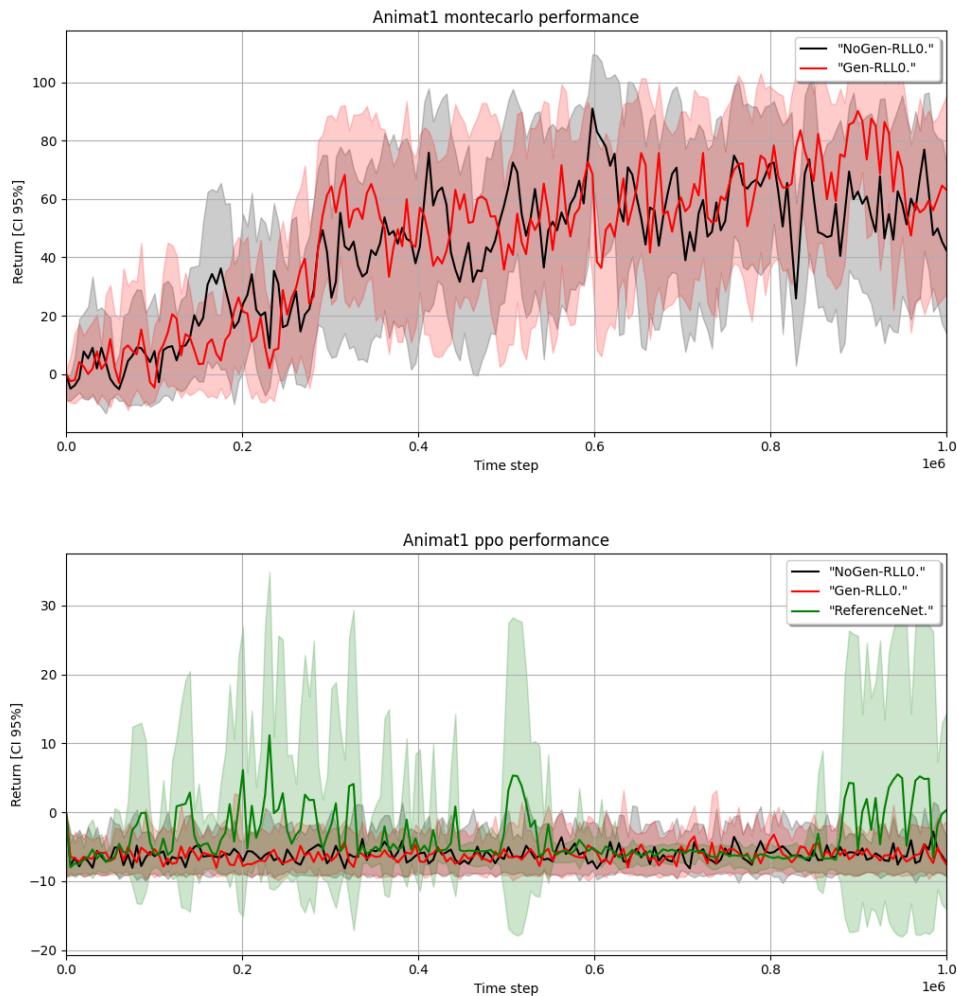 Animat1 montecarlo performance
"NoGen-RLL0."
"Gen-RLL0."
100
80
60
40
20
0
Return [CI 95%]
0.0 0.2 0.4 0.6 0.8 1.0
Time step
1e6
Animat1 ppo performance
"NoGen-RLL0."
"Gen-RLL0."
"ReferenceNet."
30
20
10
0
−10
−20
Return [CI 95%]
0.0 0.2 0.4 0.6 0.8 1.0
Time step
1e6